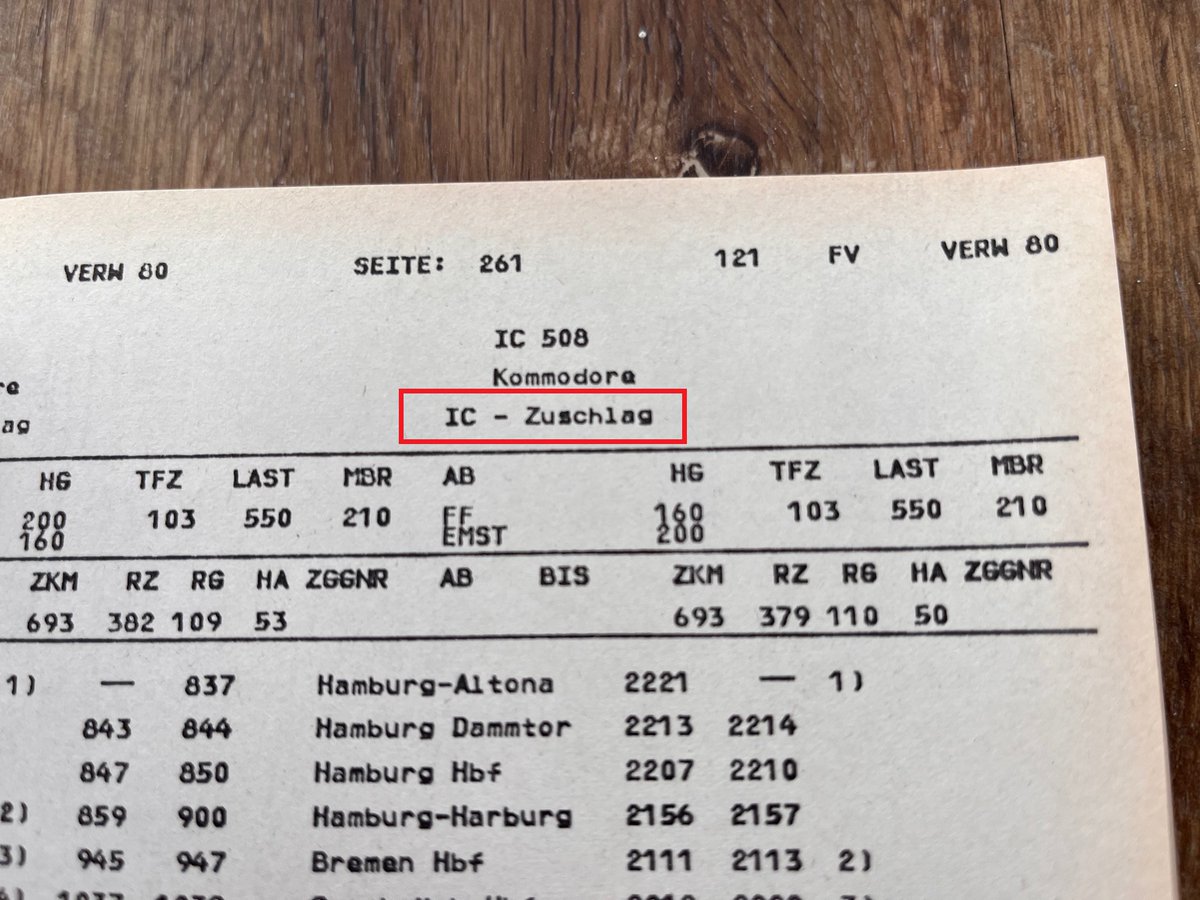 VERW 80 SEITE: 261 121 FV VERW 80
IC 508
Kommodore
IC - Zuschlag
HG TFZ LAST MBR AB HG TFZ LAST MBR
200 103 550 210 EF 160 103 550 210
160 EMST 200
ZKM RZ RG HA ZGGNR AB BIS ZKM RZ RG HA ZGGNR
693 382 109 53 693 379 110 50
1) — 837 Hamburg-Altona 2221 — 1)
843 844 Hamburg Dammtor 2213 2214
847 850 Hamburg Hbf 2207 2210
2) 859 900 Hamburg-Harburg 2156 2157
3) 945 947 Bremen Hbf 2111 2113 2)